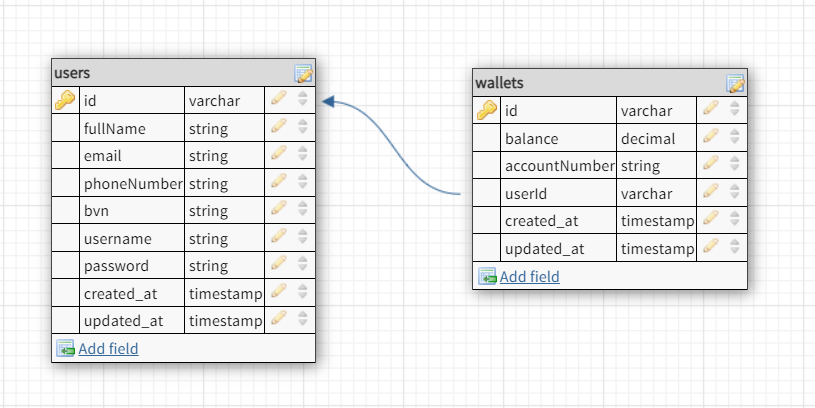 users
id varchar
fullName string
email string
phoneNumber string
bvn string
username string
password string
created_at timestamp
updated_at timestamp
Add field
wallets
id varchar
balance decimal
accountNumber string
userId varchar
created_at timestamp
updated_at timestamp
Add field